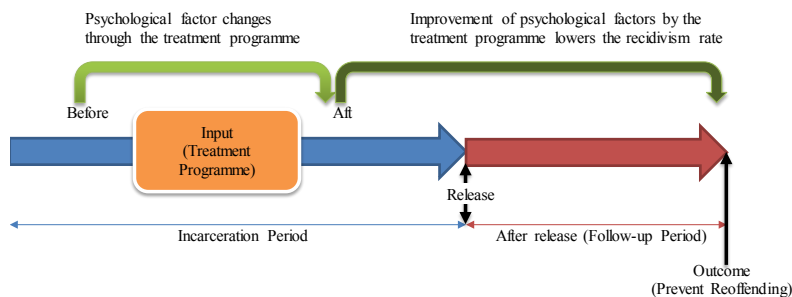 Psychological factor changes
through the treatment programme
Improvement of psychological factors by the
treatment programme lowers the recidivism rate
Before
Aft
Input
(Treatment
Programme)
Release
Incarceration Period
After release (Follow-up Period)
Outcome
(Prevent Reoffending)